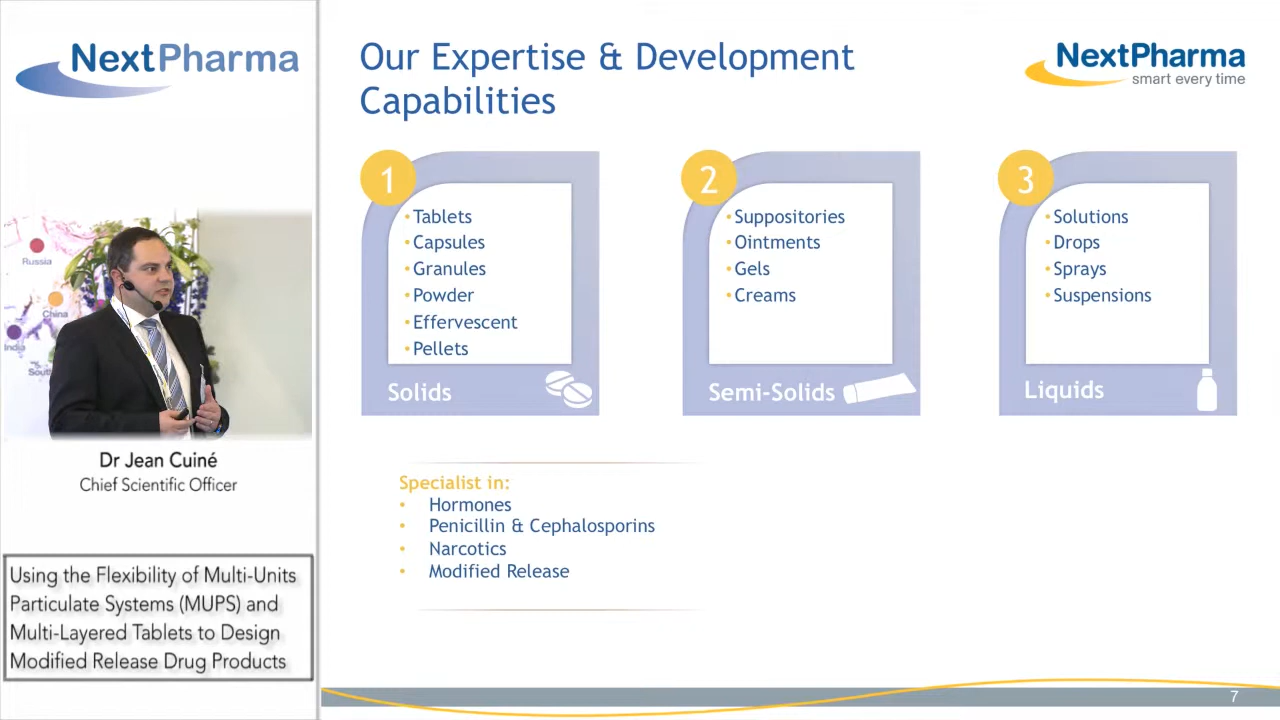 NextPharma
Russia
China
India
Dr Jean Cuiné
Chief Scientific Officer
Using the Flexibility of Multi-Units
Particulate Systems (MUPS) and
Multi-Layered Tablets to Design
Modified Release Drug Products
Our Expertise & Development
Capabilities
NextPharma
smart every time
1
• Tablets
• Capsules
• Granules
• Powder
• Effervescent
• Pellets
Solids
2
• Suppositories
• Ointments
• Gels
• Creams
Semi-Solids
3
• Solutions
• Drops
• Sprays
• Suspensions
Liquids
Specialist in:
• Hormones
• Penicillin & Cephalosporins
• Narcotics
• Modified Release
7